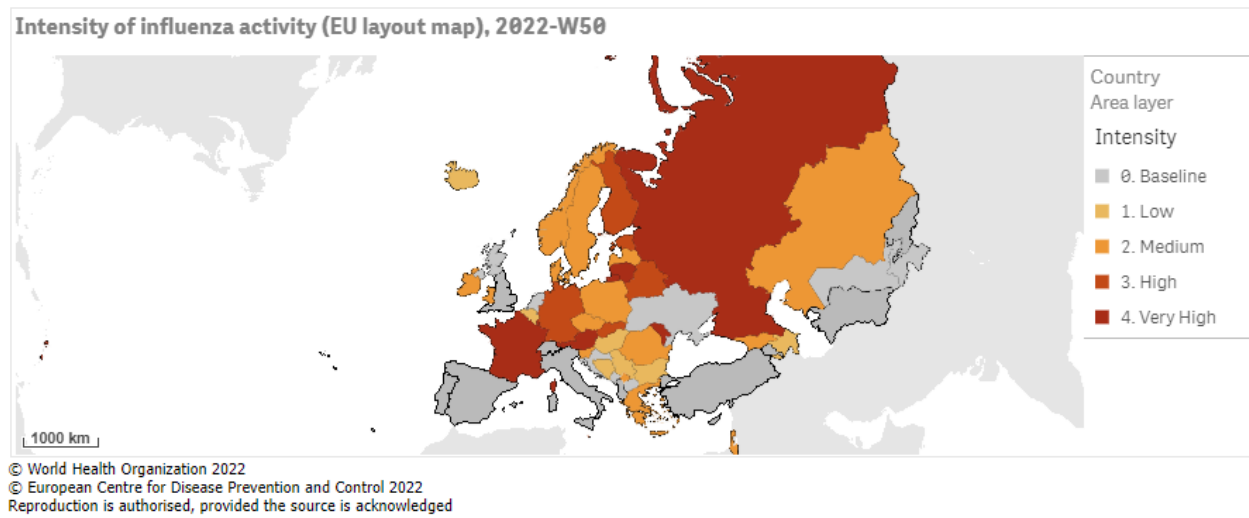 Intensity of influenza activity (EU layout map), 2022-W50
Country
Area layer
Intensity
0. Baseline
1. Low
2. Medium
3. High
4. Very High
1000 km
© World Health Organization 2022
© European Centre for Disease Prevention and Control 2022
Reproduction is authorised, provided the source is acknowledged